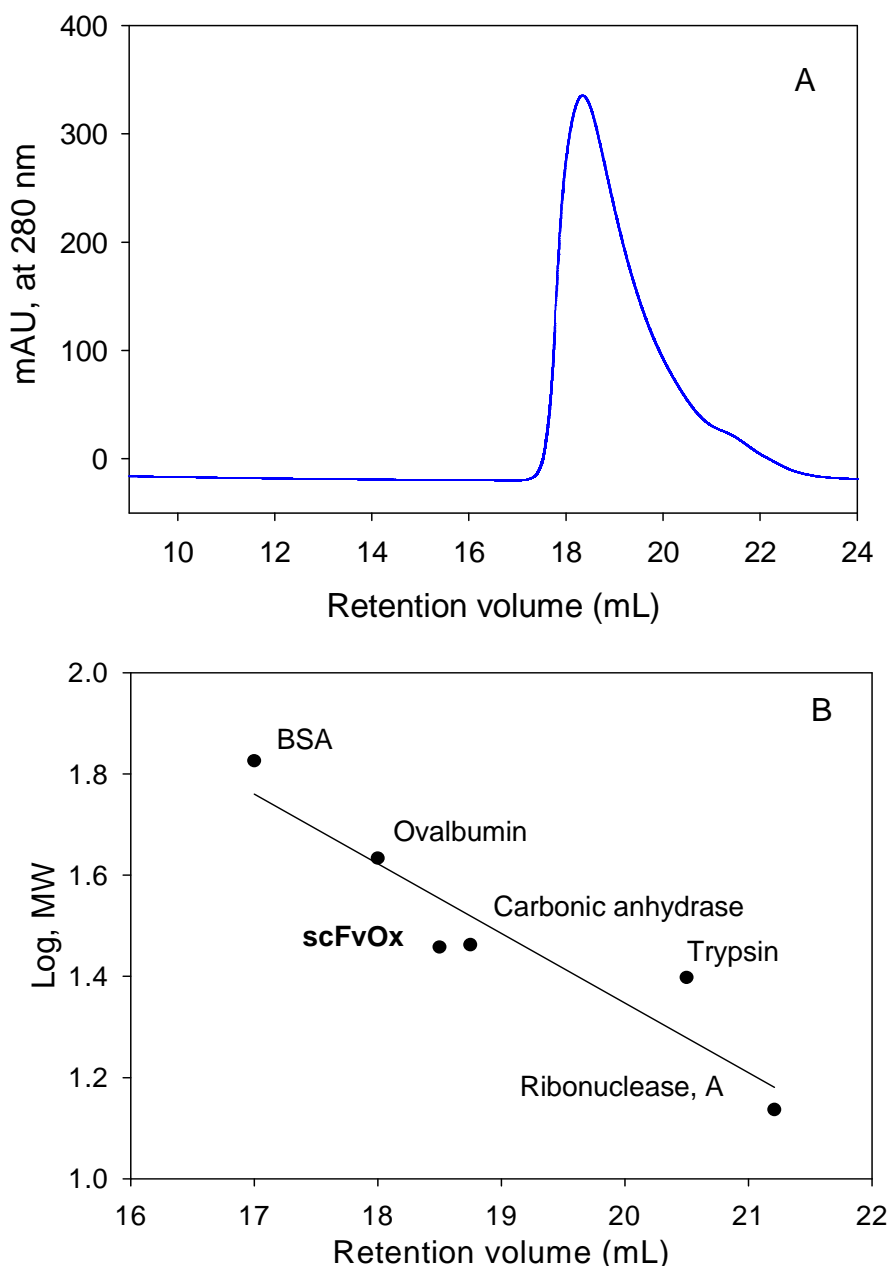 400
A
300
mAU, at 280 nm
200
100
0
10 12 14 16 18 20 22 24
Retention volume (mL)
2.0
B
BSA
1.8
Ovalbumin
Log, MW
1.6
Carbonic anhydrase
scFvOx
Trypsin
1.4
1.2
Ribonuclease, A
1.0
16 17 18 19 20 21 22
Retention volume (mL)